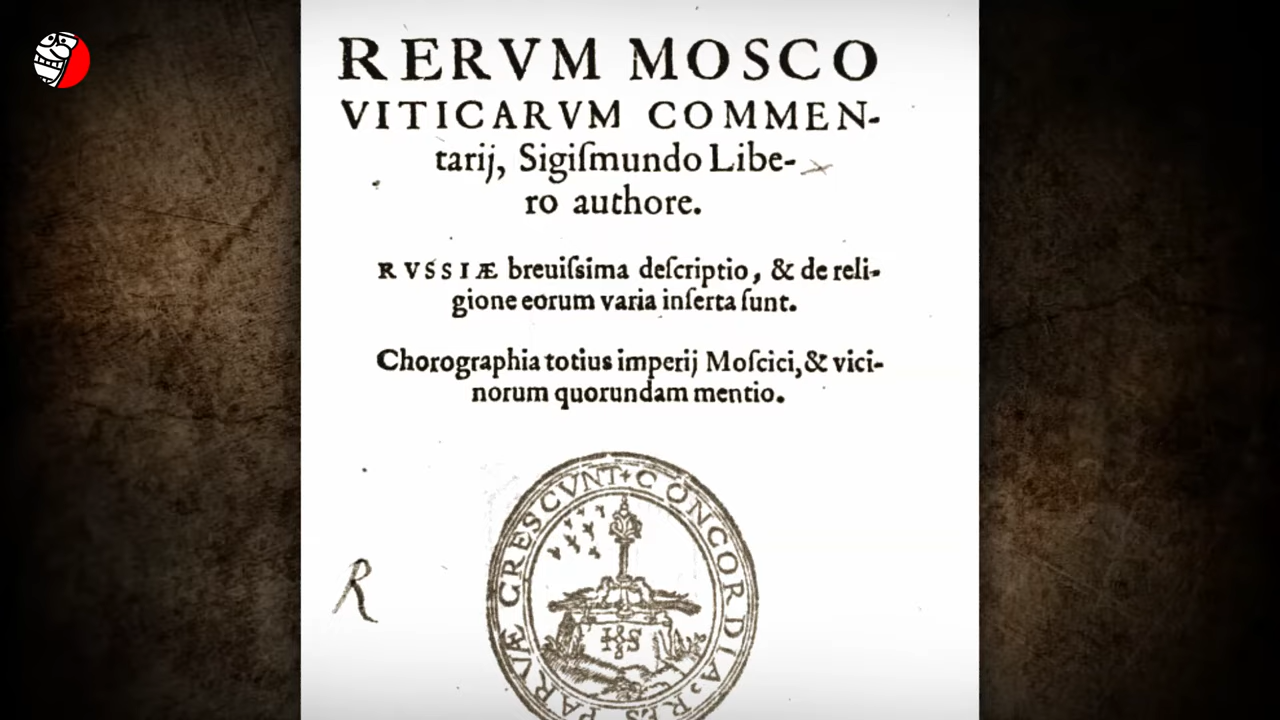 RERVM MOSCO
VITICARVM COMMEN-
tarij, Sigiſmundo Libe-
ro authore.
RVSSIÆ breuiſsima deſcriptio, & de reli-
gione eorum varia inſerta ſunt.
Chorographia totius imperij Moſcici, & vici-
norum quorundam mentio.
PARVÆ CRESCVNT CONCORDIA. RES
R